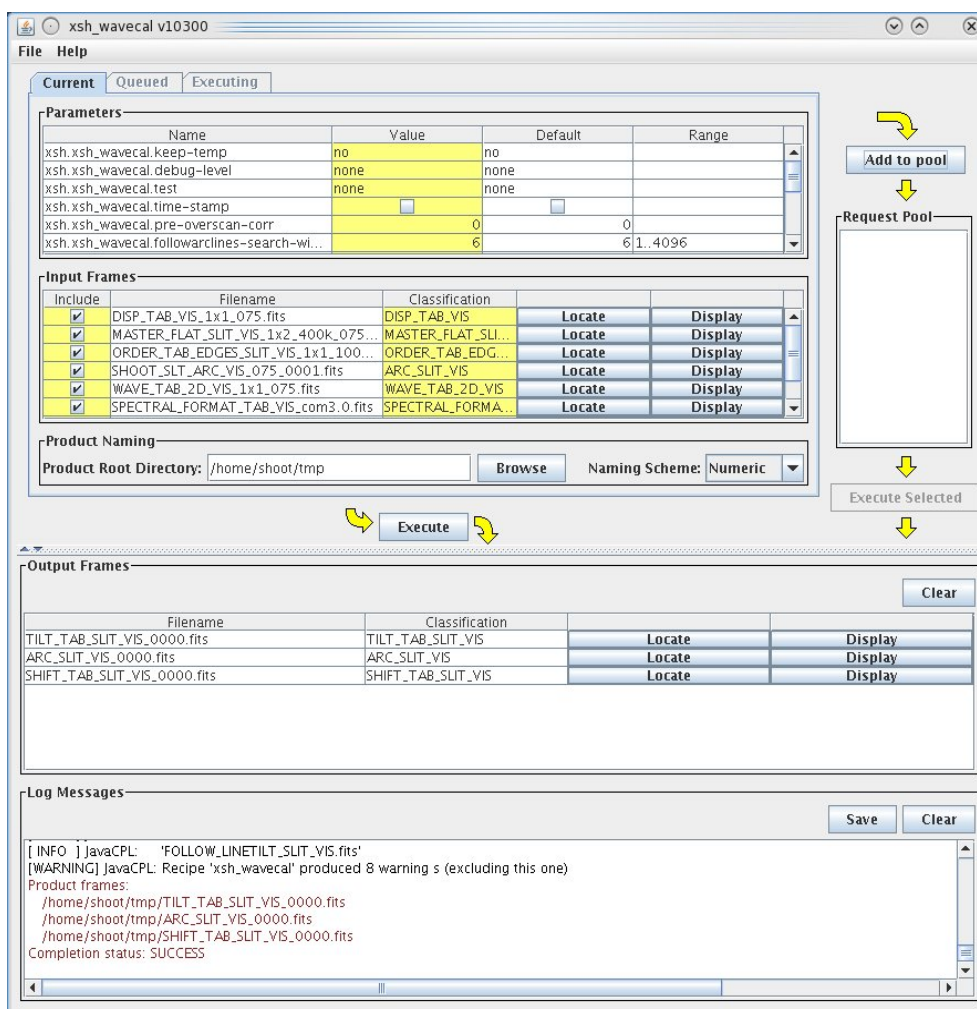 xsh_wavecal v10300
File Help
Current Queued Executing
Parameters
Name Value Default Range
xsh.xsh_wavecal.keep-temp no no
xsh.xsh_wavecal.debug-level none none
xsh.xsh_wavecal.test none none
xsh.xsh_wavecal.time-stamp
xsh.xsh_wavecal.pre-overscan-corr 0 0
xsh.xsh_wavecal.followarclines-search-wi... 6 6 1..4096
Add to pool
Request Pool
Input Frames
Include Filename Classification
DISP_TAB_VIS_1x1_075.fits DISP_TAB_VIS Locate Display
MASTER_FLAT_SLIT_VIS_1x2_400k_075... MASTER_FLAT_SLI... Locate Display
ORDER_TAB_EDGES_SLIT_VIS_1x1_100... ORDER_TAB_EDG... Locate Display
SHOOT_SLT_ARC_VIS_075_0001.fits ARC_SLIT_VIS Locate Display
WAVE_TAB_2D_VIS_1x1_075.fits WAVE_TAB_2D_VIS Locate Display
SPECTRAL_FORMAT_TAB_VIS_com3.0.fits SPECTRAL_FORMA... Locate Display
Product Naming
Product Root Directory: /home/shoot/tmp Browse Naming Scheme: Numeric
Execute Selected
Execute
Output Frames
Clear
Filename Classification
TILT_TAB_SLIT_VIS_0000.fits TILT_TAB_SLIT_VIS Locate Display
ARC_SLIT_VIS_0000.fits ARC_SLIT_VIS Locate Display
SHIFT_TAB_SLIT_VIS_0000.fits SHIFT_TAB_SLIT_VIS Locate Display
Log Messages
Save Clear
[ INFO ] JavaCPL: 'FOLLOW_LINETILT_SLIT_VIS.fits'
[WARNING] JavaCPL: Recipe 'xsh_wavecal' produced 8 warning s (excluding this one)
Product frames:
/home/shoot/tmp/TILT_TAB_SLIT_VIS_0000.fits
/home/shoot/tmp/ARC_SLIT_VIS_0000.fits
/home/shoot/tmp/SHIFT_TAB_SLIT_VIS_0000.fits
Completion status: SUCCESS